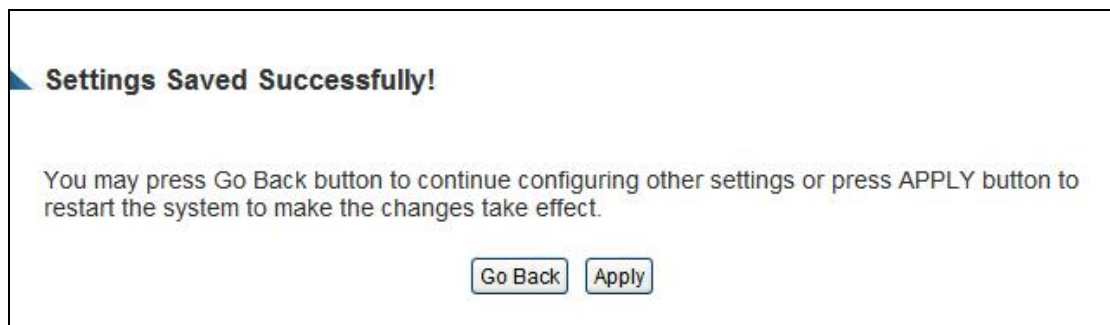 Settings Saved Successfully!
You may press Go Back button to continue configuring other settings or press APPLY button to
restart the system to make the changes take effect.
Go Back Apply